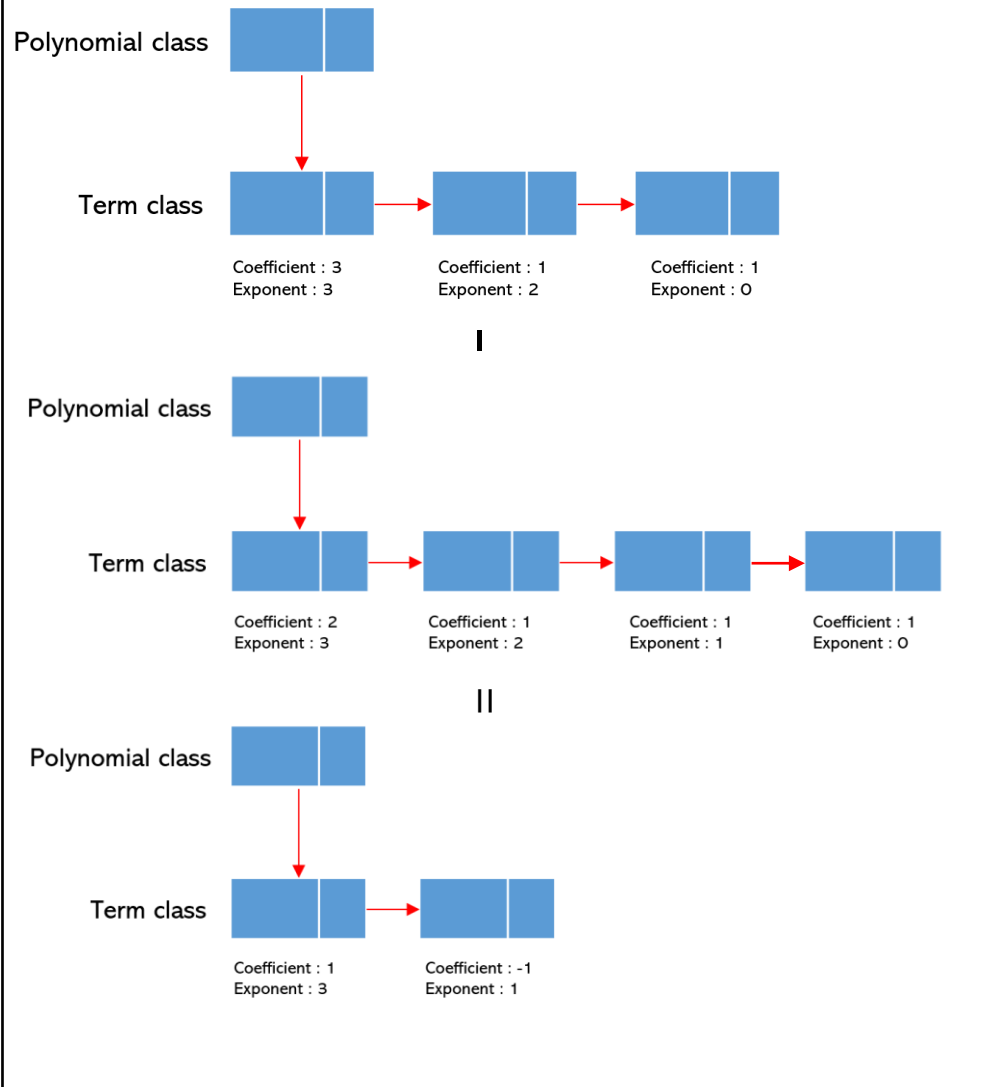 Polynomial class
Term class
Coefficient : 3
Exponent : 3
Coefficient : 1
Exponent : 2
Coefficient : 1
Exponent : 0
Polynomial class
Term class
Coefficient : 2
Exponent : 3
Coefficient : 1
Exponent : 2
Coefficient : 1
Exponent : 1
Coefficient : 1
Exponent : 0
Polynomial class
Term class
Coefficient : 1
Exponent : 3
Coefficient : -1
Exponent : 1